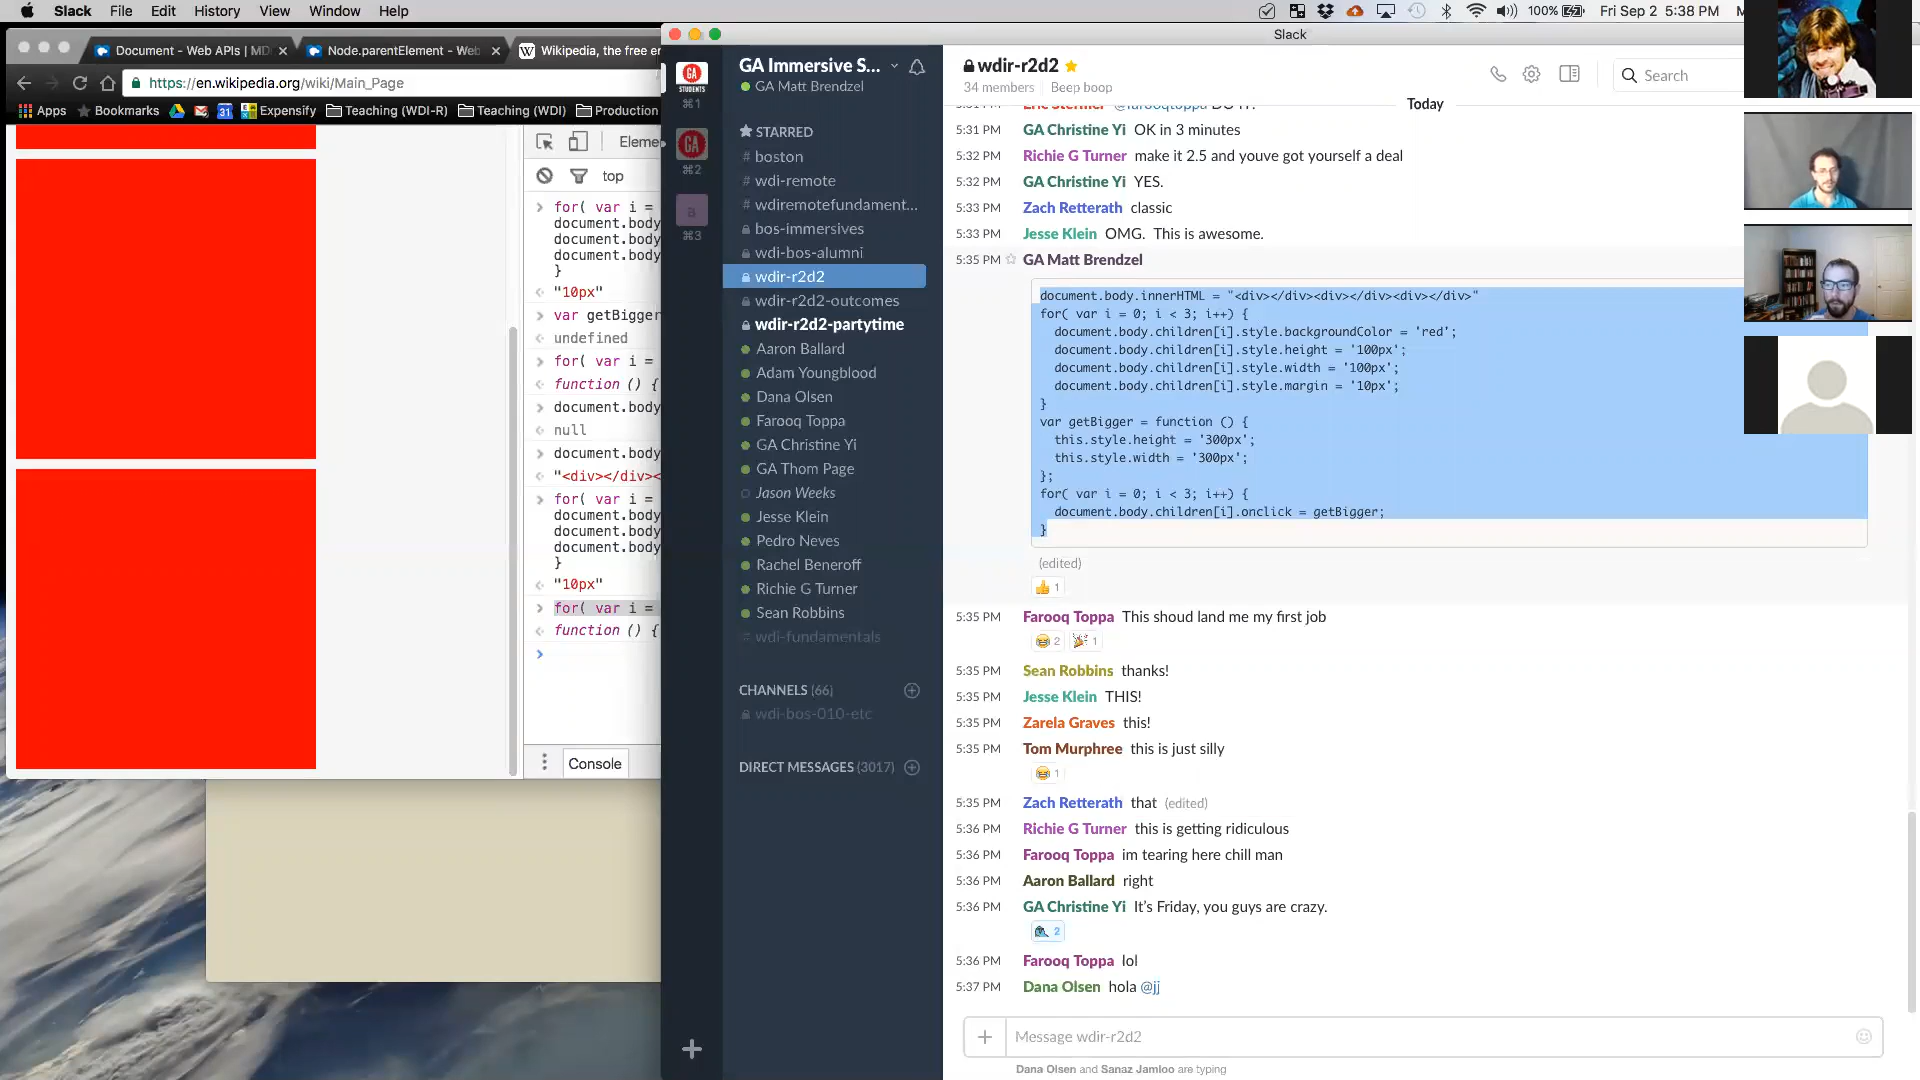 Slack File Edit History View Window Help
100% Fri Sep 2 5:38 PM
Document - Web APIs | MD
Node.parentElement - Web
Wikipedia, the free e
https://en.wikipedia.org/wiki/Main_Page
Apps Bookmarks 31 Expensify Teaching (WDI-R) Teaching (WDI) Production
Eleme
top
for( var i =
document.body
document.body
document.body
}
"10px"
var getBigger
undefined
for( var i =
function () {
document.body
null
document.body
"<div></div><
for( var i =
document.body
document.body
document.body
}
"10px"
for( var i =
function () {
Console
Slack
GA
STUDENTS
⌘1
GA
⌘2
B
⌘3
GA Immersive S...
GA Matt Brendzel
STARRED
# boston
# wdi-remote
# wdiremotefundament...
bos-immersives
wdi-bos-alumni
wdir-r2d2
wdir-r2d2-outcomes
wdir-r2d2-partytime
Aaron Ballard
Adam Youngblood
Dana Olsen
Farooq Toppa
GA Christine Yi
GA Thom Page
Jason Weeks
Jesse Klein
Pedro Neves
Rachel Beneroff
Richie G Turner
Sean Robbins
# wdi-fundamentals
CHANNELS (66)
wdi-bos-010-etc
DIRECT MESSAGES (3017)
wdir-r2d2
34 members Beep boop
Search
Today
5:31 PM GA Christine Yi OK in 3 minutes
5:32 PM Richie G Turner make it 2.5 and youve got yourself a deal
5:32 PM GA Christine Yi YES.
5:33 PM Zach Retterath classic
5:33 PM Jesse Klein OMG. This is awesome.
5:35 PM GA Matt Brendzel
document.body.innerHTML = "<div></div><div></div><div></div>"
for( var i = 0; i < 3; i++) {
document.body.children[i].style.backgroundColor = 'red';
document.body.children[i].style.height = '100px';
document.body.children[i].style.width = '100px';
document.body.children[i].style.margin = '10px';
}
var getBigger = function () {
this.style.height = '300px';
this.style.width = '300px';
};
for( var i = 0; i < 3; i++) {
document.body.children[i].onclick = getBigger;
}
(edited)
1
5:35 PM Farooq Toppa This shoud land me my first job
2 1
5:35 PM Sean Robbins thanks!
5:35 PM Jesse Klein THIS!
5:35 PM Zarela Graves this!
5:35 PM Tom Murphree this is just silly
1
5:35 PM Zach Retterath that (edited)
5:36 PM Richie G Turner this is getting ridiculous
5:36 PM Farooq Toppa im tearing here chill man
5:36 PM Aaron Ballard right
5:36 PM GA Christine Yi It's Friday, you guys are crazy.
2
5:36 PM Farooq Toppa lol
5:37 PM Dana Olsen hola @jj
Message wdir-r2d2
Dana Olsen and Sanaz Jamloo are typing